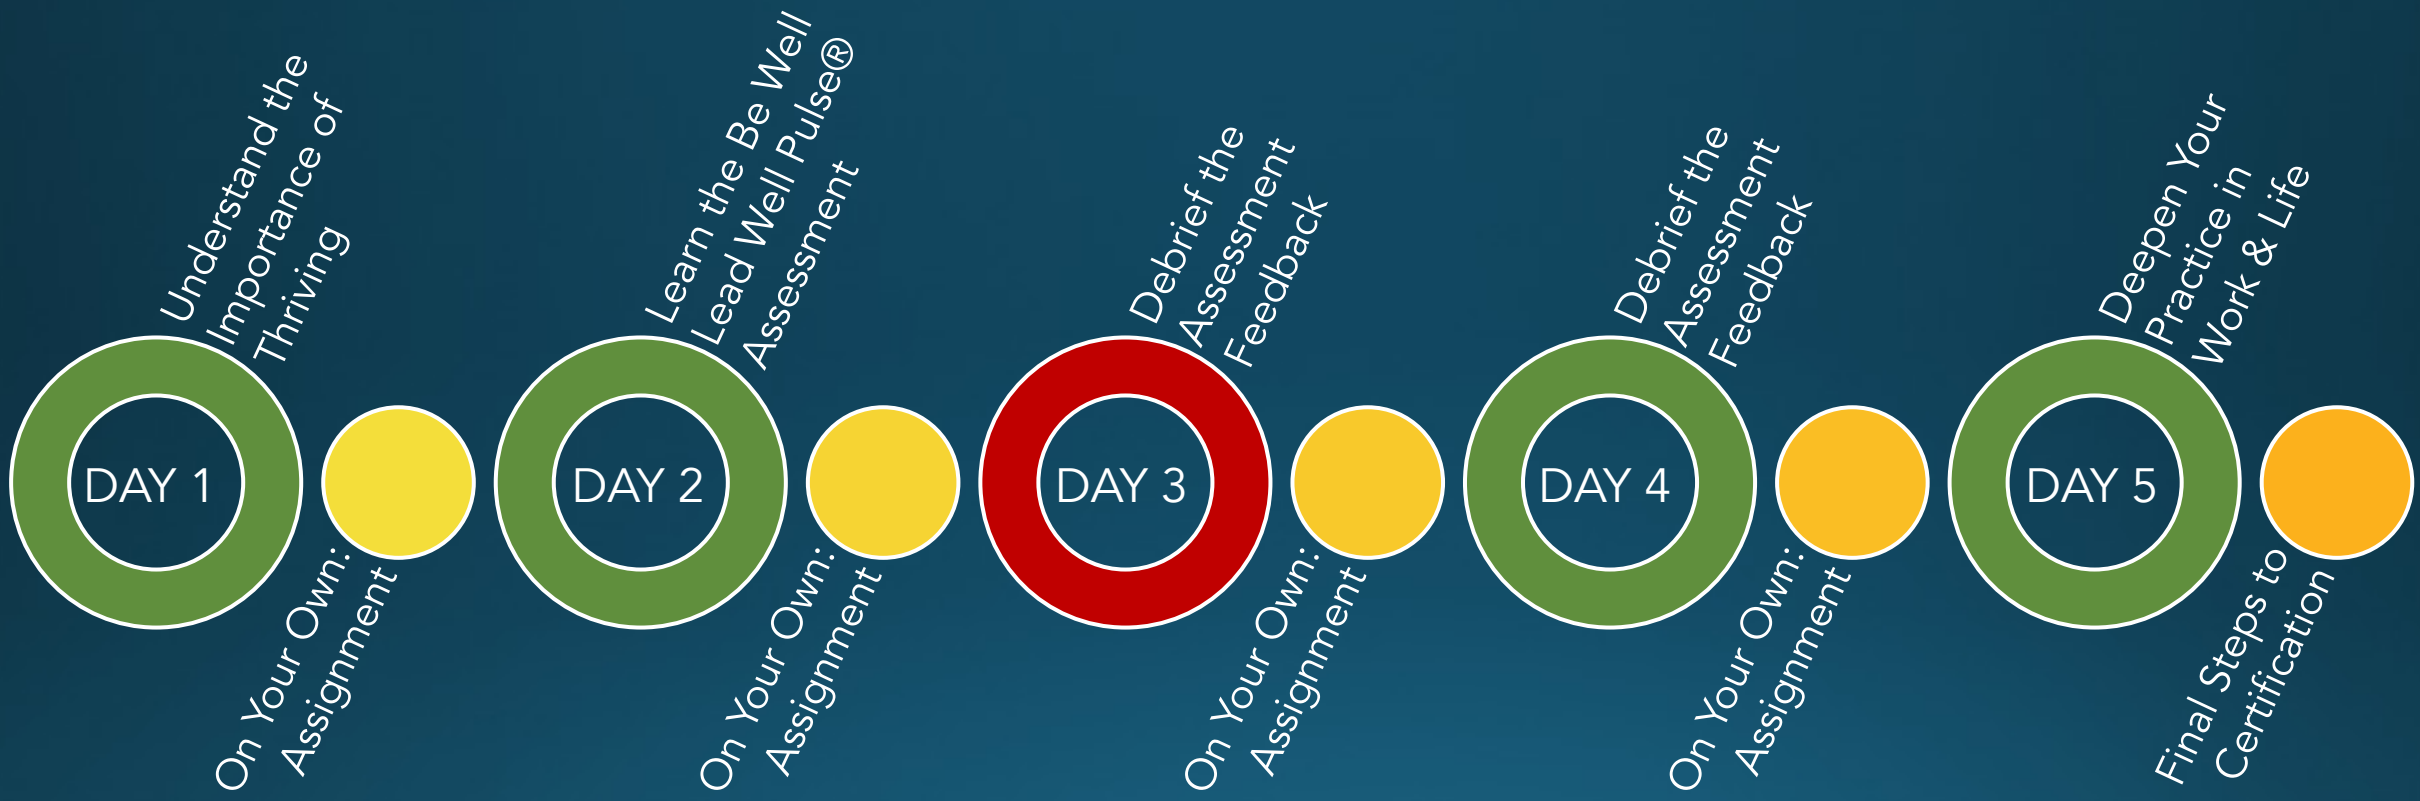 Understand the
Importance of
Thriving
DAY 1
On Your Own:
Assignment
Learn the Be Well
Lead Well Pulse®
Assessment
DAY 2
On Your Own:
Assignment
Debrief the
Assessment
Feedback
DAY 3
On Your Own:
Assignment
Debrief the
Assessment
Feedback
DAY 4
On Your Own:
Assignment
Deepen Your
Practice in
Work & Life
DAY 5
Final Steps to
Certification